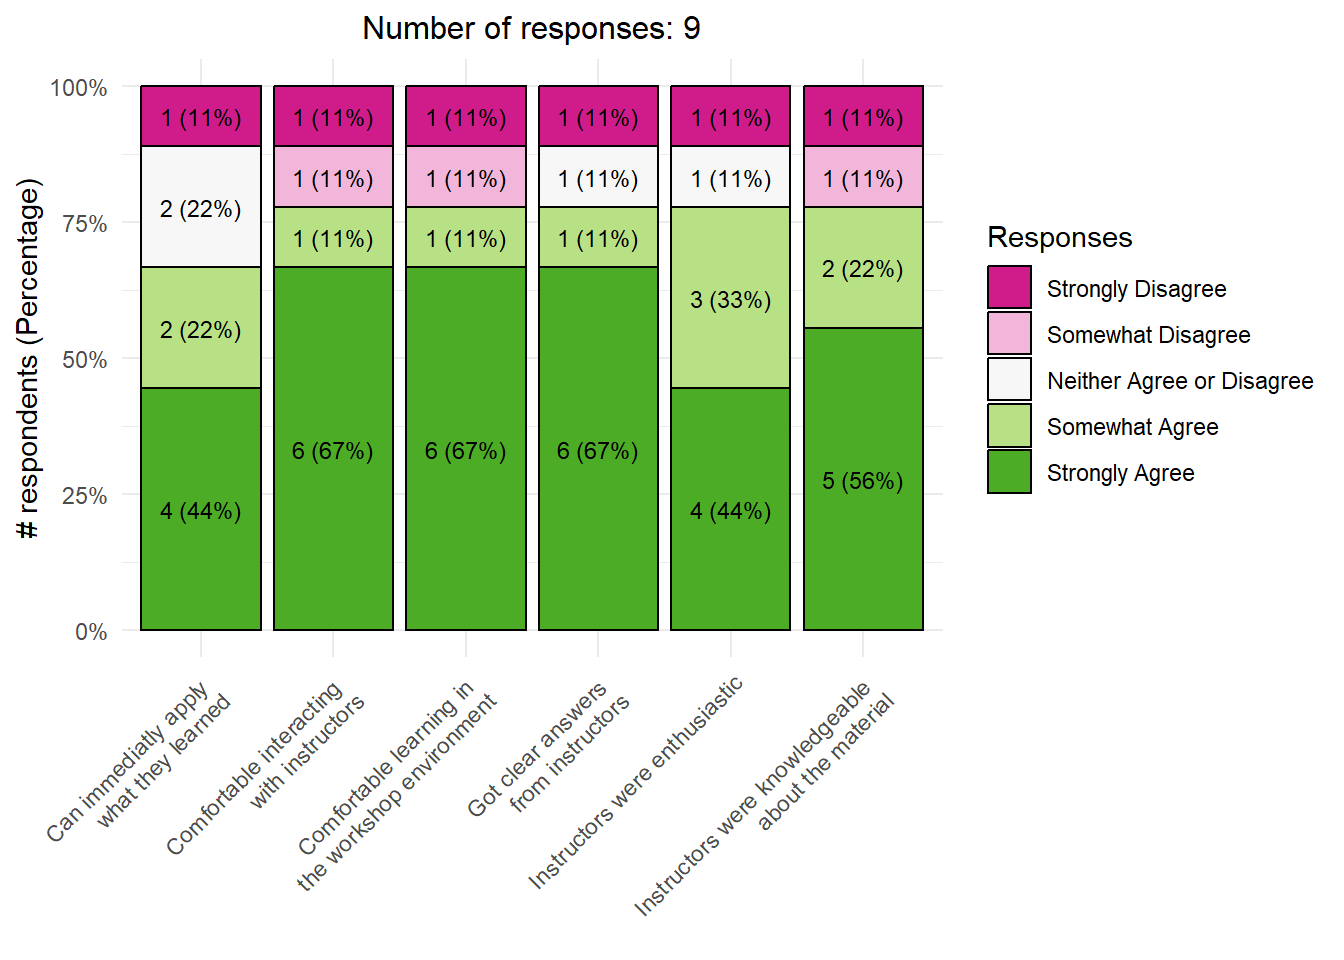 Number of responses: 9
# respondents (Percentage)
100%
75%
50%
25%
0%
1 (11%)
2 (22%)
2 (22%)
4 (44%)
1 (11%)
1 (11%)
1 (11%)
6 (67%)
1 (11%)
1 (11%)
1 (11%)
6 (67%)
1 (11%)
1 (11%)
1 (11%)
6 (67%)
1 (11%)
1 (11%)
3 (33%)
4 (44%)
1 (11%)
1 (11%)
2 (22%)
5 (56%)
Can immediatly apply
what they learned
Comfortable interacting
with instructors
Comfortable learning in
the workshop environment
Got clear answers
from instructors
Instructors were enthusiastic
Instructors were knowledgeable
about the material
Responses
Strongly Disagree
Somewhat Disagree
Neither Agree or Disagree
Somewhat Agree
Strongly Agree